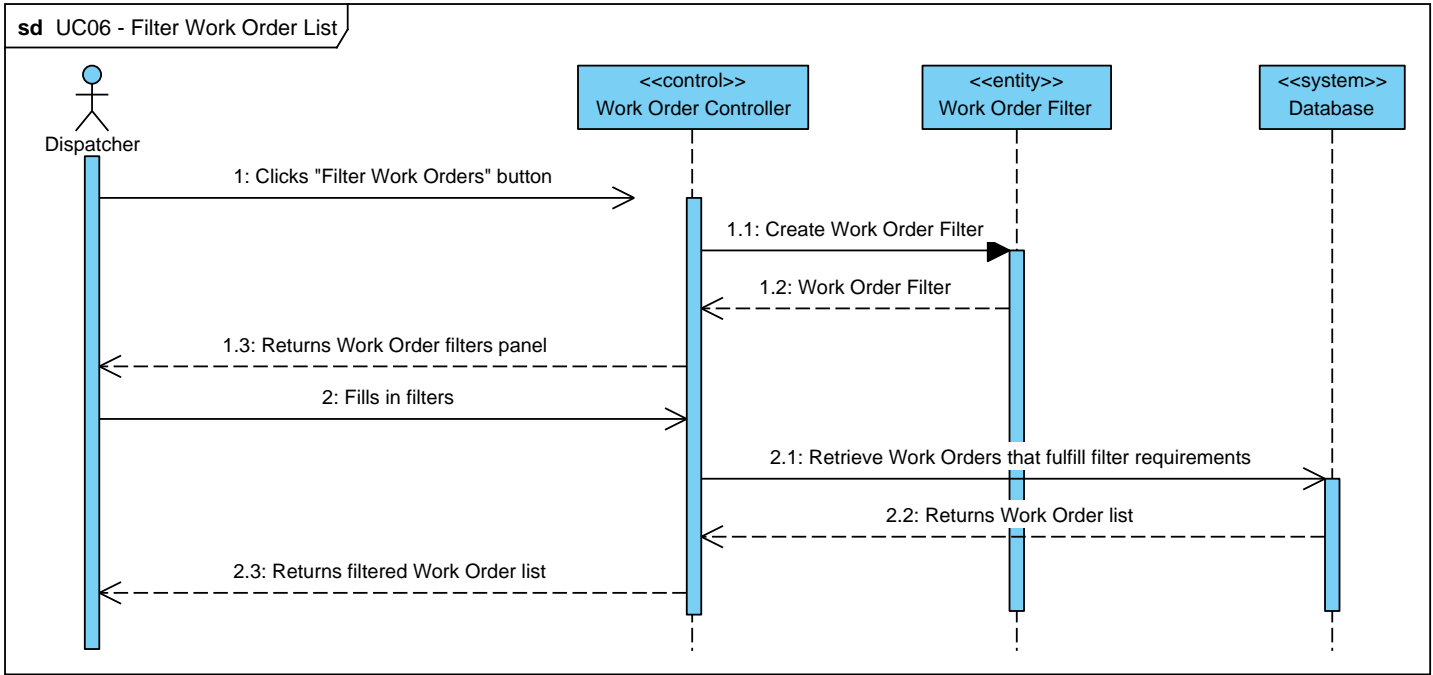 sd UC06 - Filter Work Order List
Dispatcher
<<control>>
Work Order Controller
<<entity>>
Work Order Filter
<<system>>
Database
1: Clicks "Filter Work Orders" button
1.1: Create Work Order Filter
1.2: Work Order Filter
1.3: Returns Work Order filters panel
2: Fills in filters
2.1: Retrieve Work Orders that fulfill filter requirements
2.2: Returns Work Order list
2.3: Returns filtered Work Order list